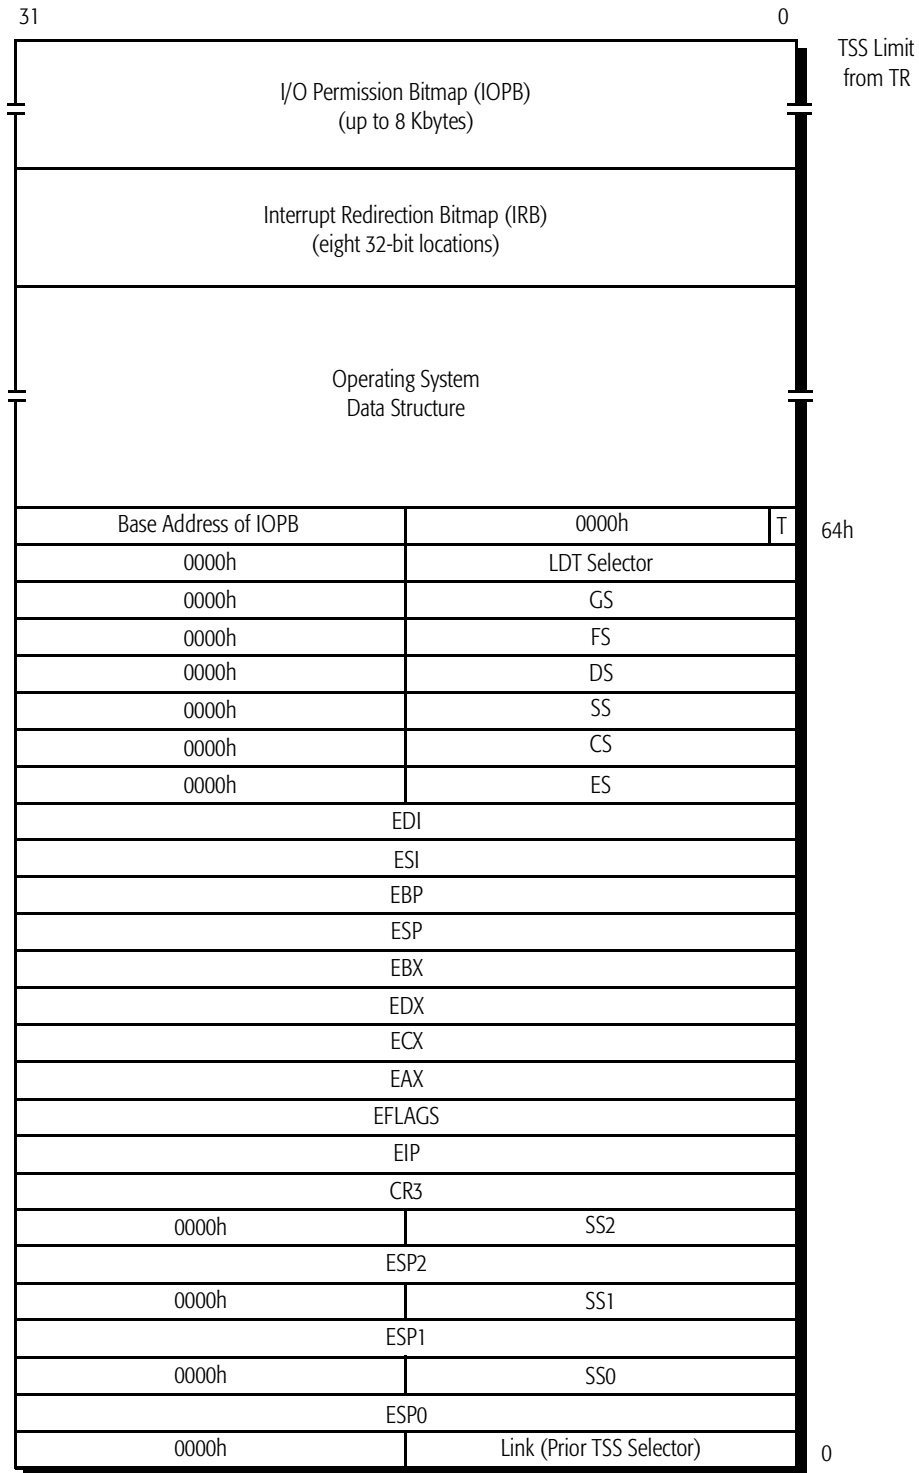 31 0
TSS Limit
from TR
I/O Permission Bitmap (IOPB)
(up to 8 Kbytes)
Interrupt Redirection Bitmap (IRB)
(eight 32-bit locations)
Operating System
Data Structure
Base Address of IOPB 0000h T 64h
0000h LDT Selector
0000h GS
0000h FS
0000h DS
0000h SS
0000h CS
0000h ES
EDI
ESI
EBP
ESP
EBX
EDX
ECX
EAX
EFLAGS
EIP
CR3
0000h SS2
ESP2
0000h SS1
ESP1
0000h SS0
ESP0
0000h Link (Prior TSS Selector) 0